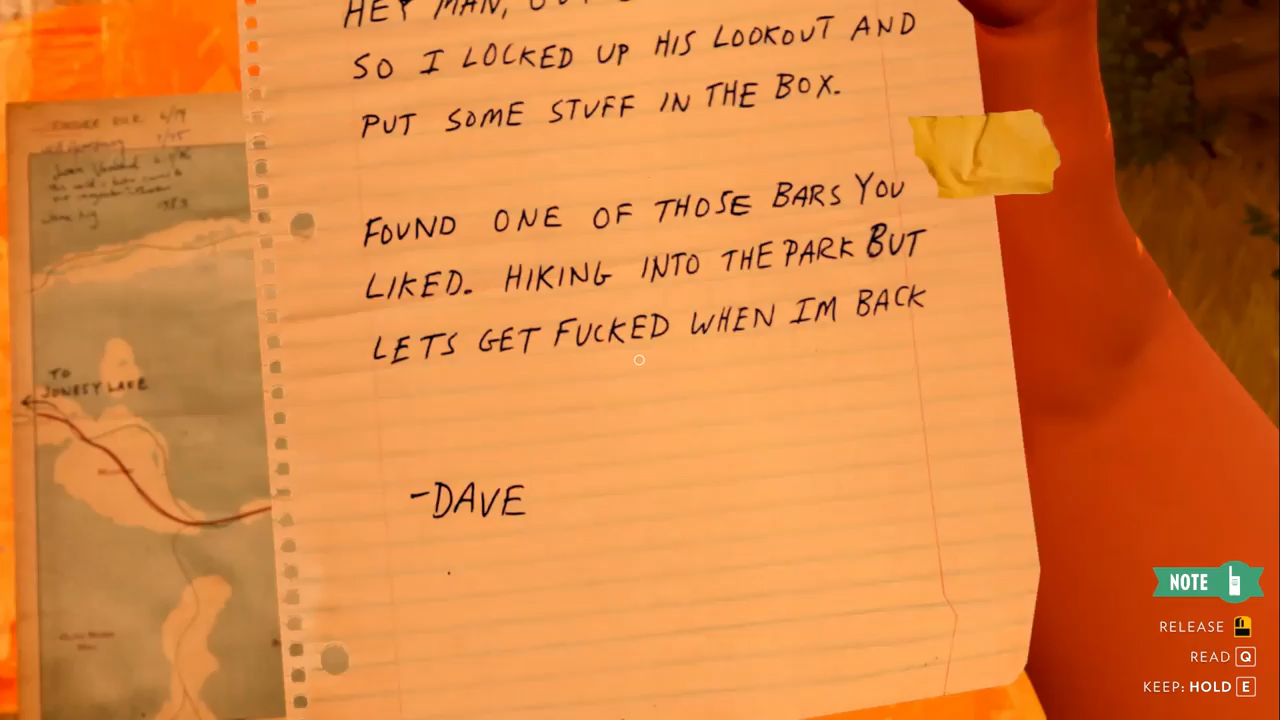 HEY MAN,
SO I LOCKED UP HIS LOOKOUT AND
PUT SOME STUFF IN THE BOX.
FOUND ONE OF THOSE BARS YOU
LIKED. HIKING INTO THE PARK BUT
LETS GET FUCKED WHEN IM BACK
-DAVE
TO
JONESY LAKE
NOTE
RELEASE
READ Q
KEEP: HOLD E